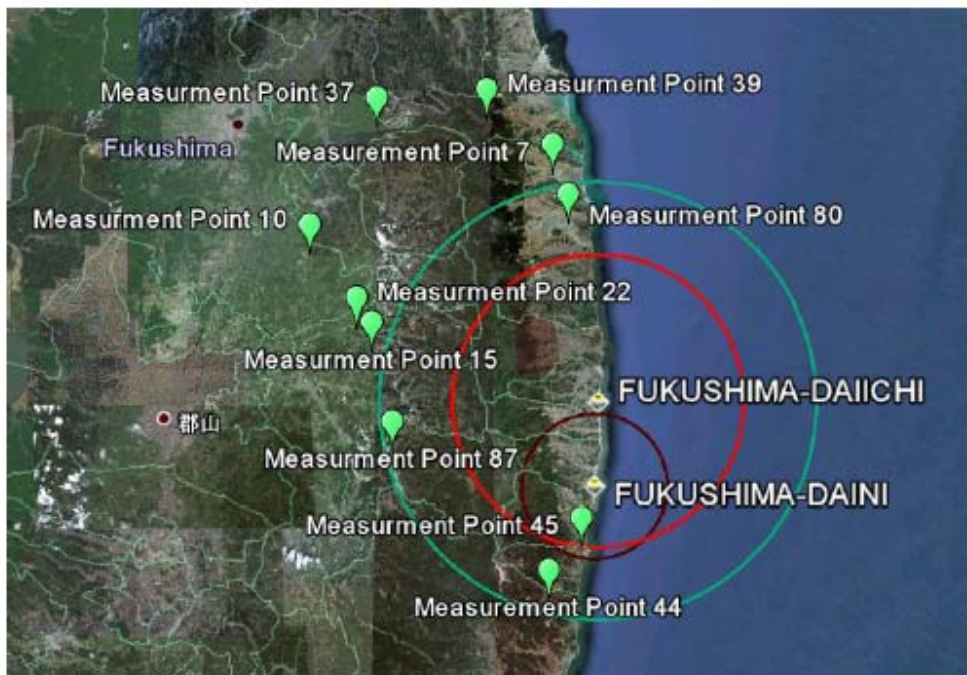 Measurment Point 37
Measurment Point 39
Fukushima
Measurement Point 7
Measurment Point 10
Measurment Point 80
Measurment Point 22
Measurment Point 15
FUKUSHIMA-DAIICHI
郡山
Measurment Point 87
FUKUSHIMA-DAINI
Measurment Point 45
Measurement Point 44